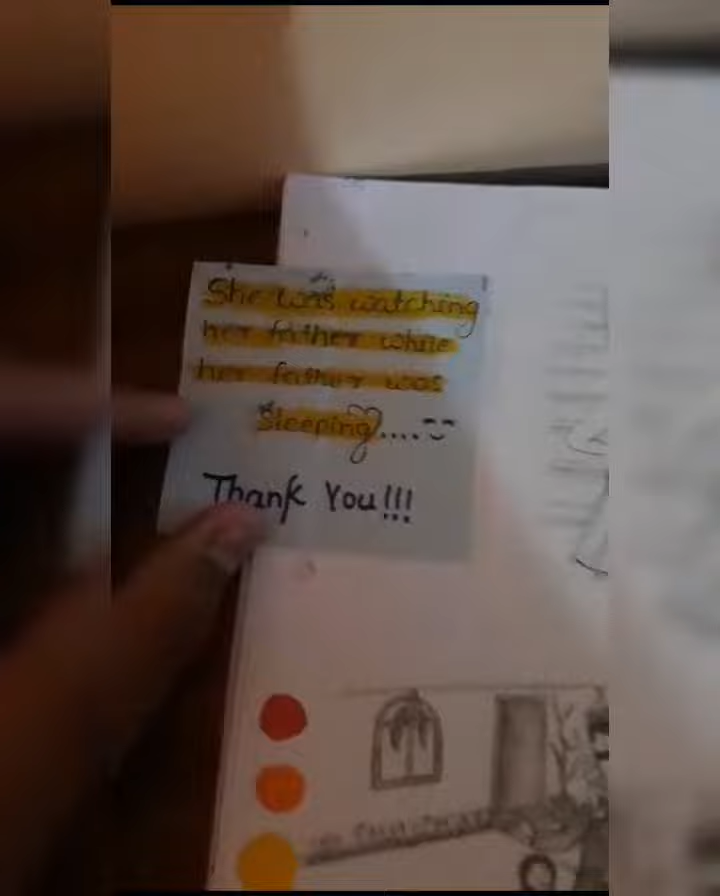 She was watching
her father while
her father was
Sleeping....
Thank You!!!